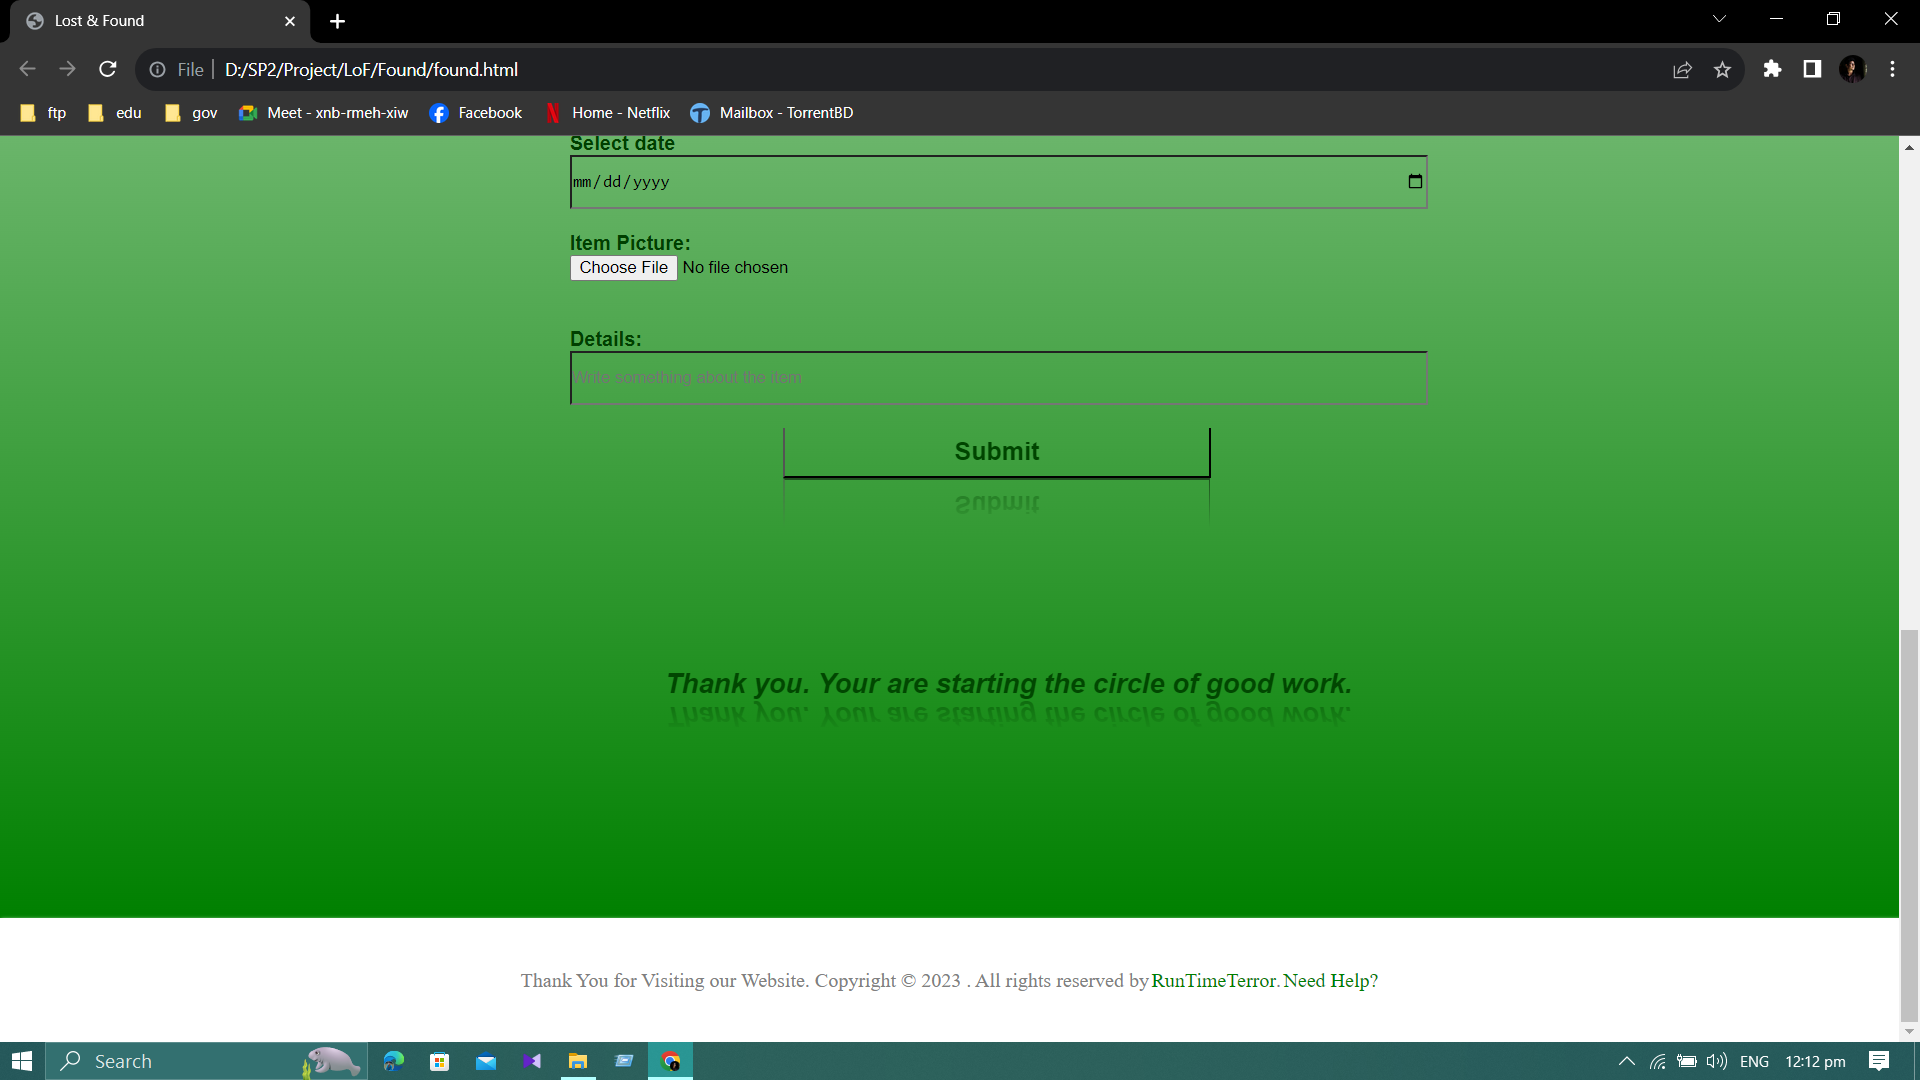 Lost & Found
File
D:/SP2/Project/LoF/Found/found.html
ftp edu gov Meet - xnb-rmeh-xiw Facebook Home - Netflix Mailbox - TorrentBD
Select date
mm/dd/yyyy
Item Picture:
Choose File No file chosen
Details:
Write something about the item
Submit
Submit
Thank you. Your are starting the circle of good work.
Thank you. Your are starting the circle of good work.
Thank You for Visiting our Website. Copyright © 2023 . All rights reserved by RunTimeTerror. Need Help?
Search ENG 12:12 pm